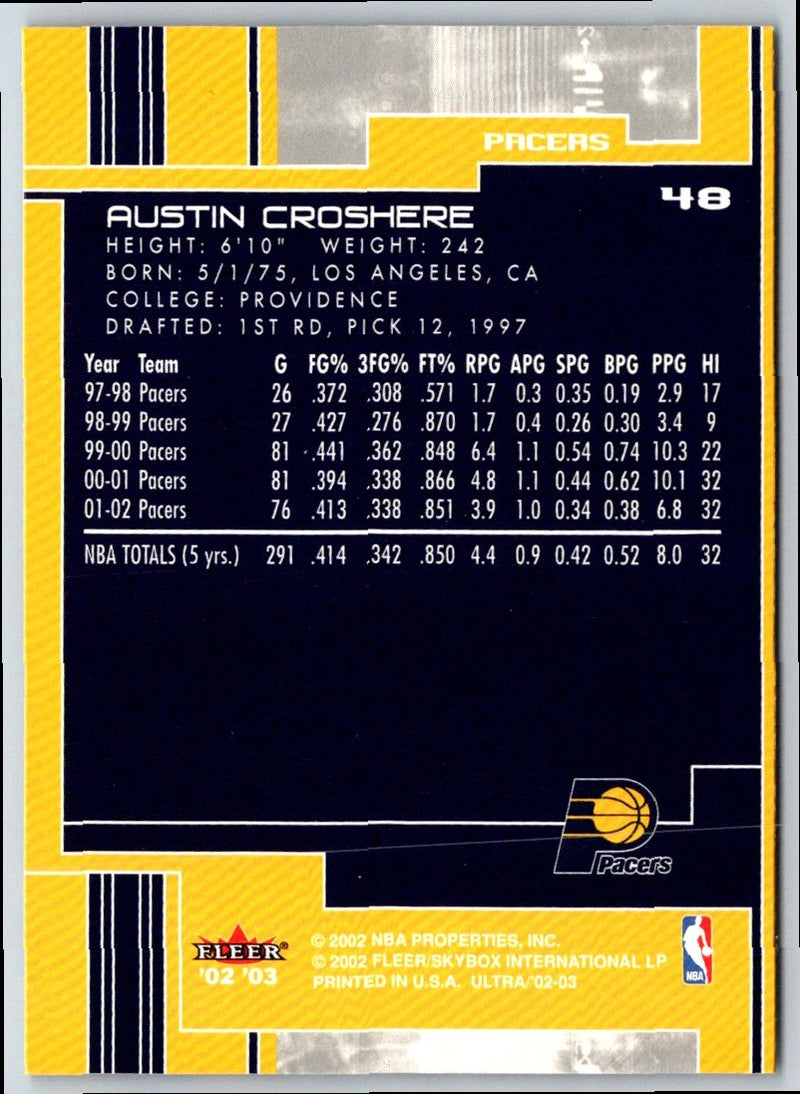 PACERS
48
AUSTIN CROSHERE
HEIGHT: 6'10" WEIGHT: 242
BORN: 5/1/75, LOS ANGELES, CA
COLLEGE: PROVIDENCE
DRAFTED: 1ST RD, PICK 12, 1997
Year Team G FG% 3FG% FT% RPG APG SPG BPG PPG HI
97-98 Pacers 26 .372 .308 .571 1.7 0.3 0.35 0.19 2.9 17
98-99 Pacers 27 .427 .276 .870 1.7 0.4 0.26 0.30 3.4 9
99-00 Pacers 81 .441 .362 .848 6.4 1.1 0.54 0.74 10.3 22
00-01 Pacers 81 .394 .338 .866 4.8 1.1 0.44 0.62 10.1 32
01-02 Pacers 76 .413 .338 .851 3.9 1.0 0.34 0.38 6.8 32
NBA TOTALS (5 yrs.) 291 .414 .342 .850 4.4 0.9 0.42 0.52 8.0 32
Pacers
FLEER®
'02 '03
© 2002 NBA PROPERTIES, INC.
© 2002 FLEER/SKYBOX INTERNATIONAL LP
PRINTED IN U.S.A. ULTRA/'02-03
NBA